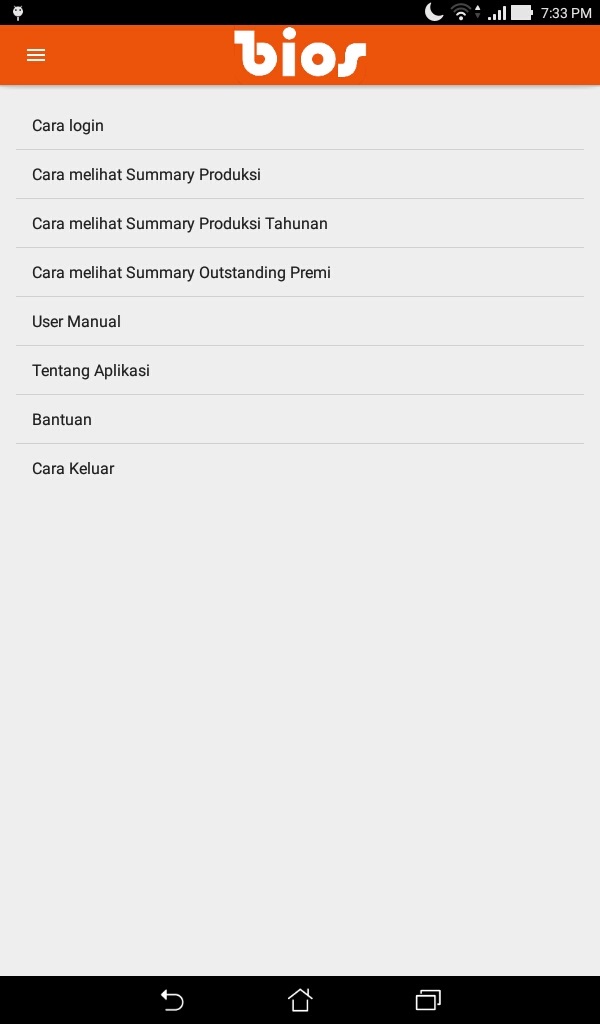 7:33 PM
bios
Cara login
Cara melihat Summary Produksi
Cara melihat Summary Produksi Tahunan
Cara melihat Summary Outstanding Premi
User Manual
Tentang Aplikasi
Bantuan
Cara Keluar